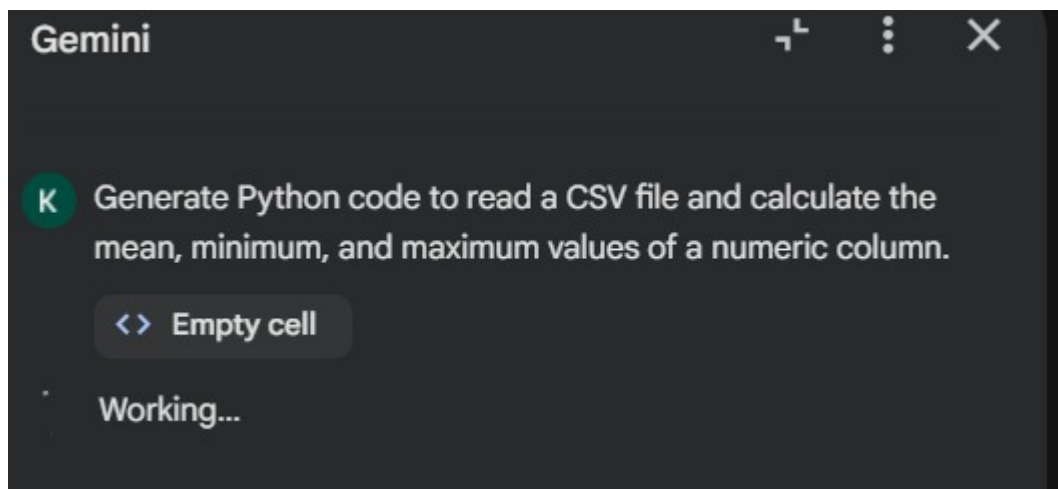 Gemini
K
Generate Python code to read a CSV file and calculate the
mean, minimum, and maximum values of a numeric column.
<> Empty cell
Working...